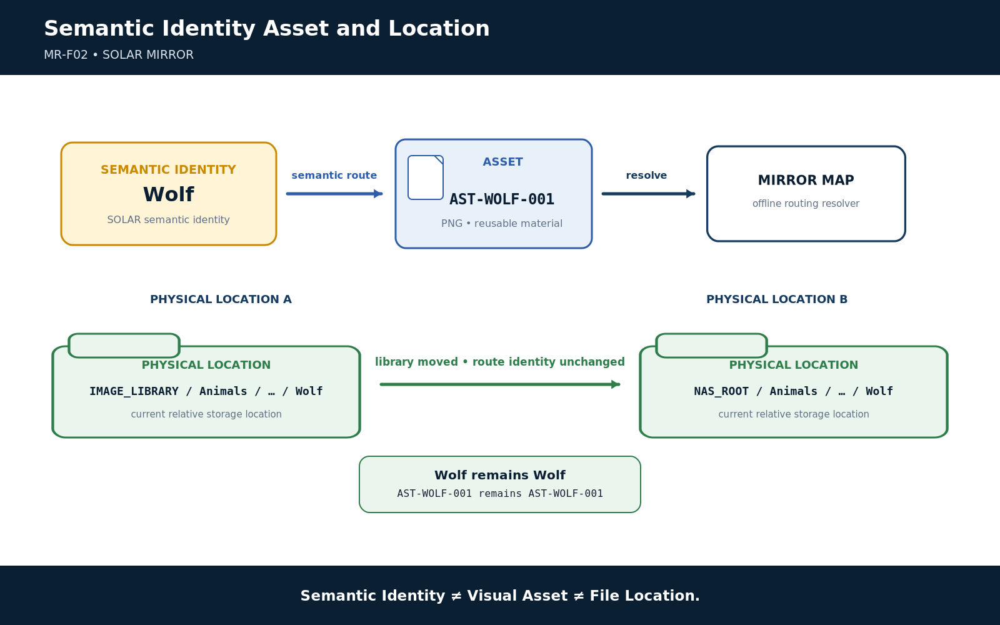 Semantic Identity Asset and Location
MR-F02 • SOLAR MIRROR
SEMANTIC IDENTITY
Wolf
SOLAR semantic identity
semantic route
ASSET
AST-WOLF-001
PNG • reusable material
resolve
MIRROR MAP
offline routing resolver
PHYSICAL LOCATION A
PHYSICAL LOCATION B
PHYSICAL LOCATION
IMAGE_LIBRARY / Animals / … / Wolf
current relative storage location
library moved • route identity unchanged
PHYSICAL LOCATION
NAS_ROOT / Animals / … / Wolf
current relative storage location
Wolf remains Wolf
AST-WOLF-001 remains AST-WOLF-001
Semantic Identity ≠ Visual Asset ≠ File Location.